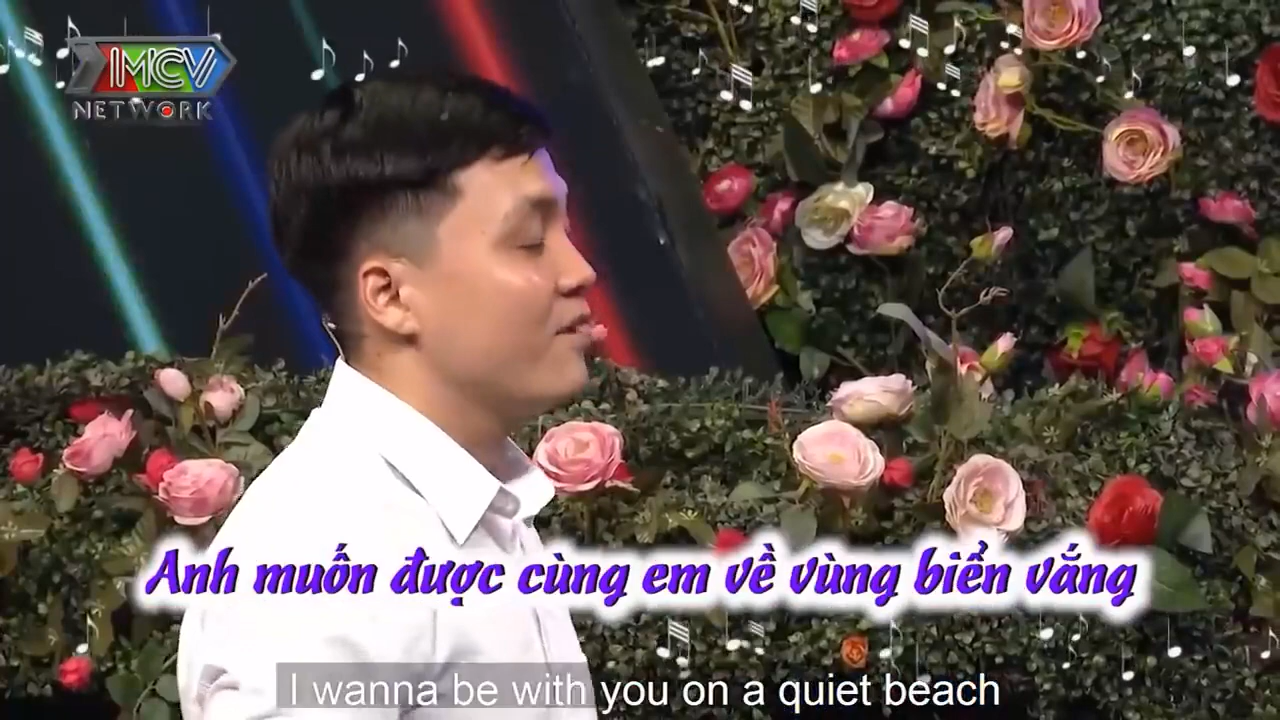 MCV
NETWORK
Anh muốn được cùng em về vùng biển vắng
I wanna be with you on a quiet beach